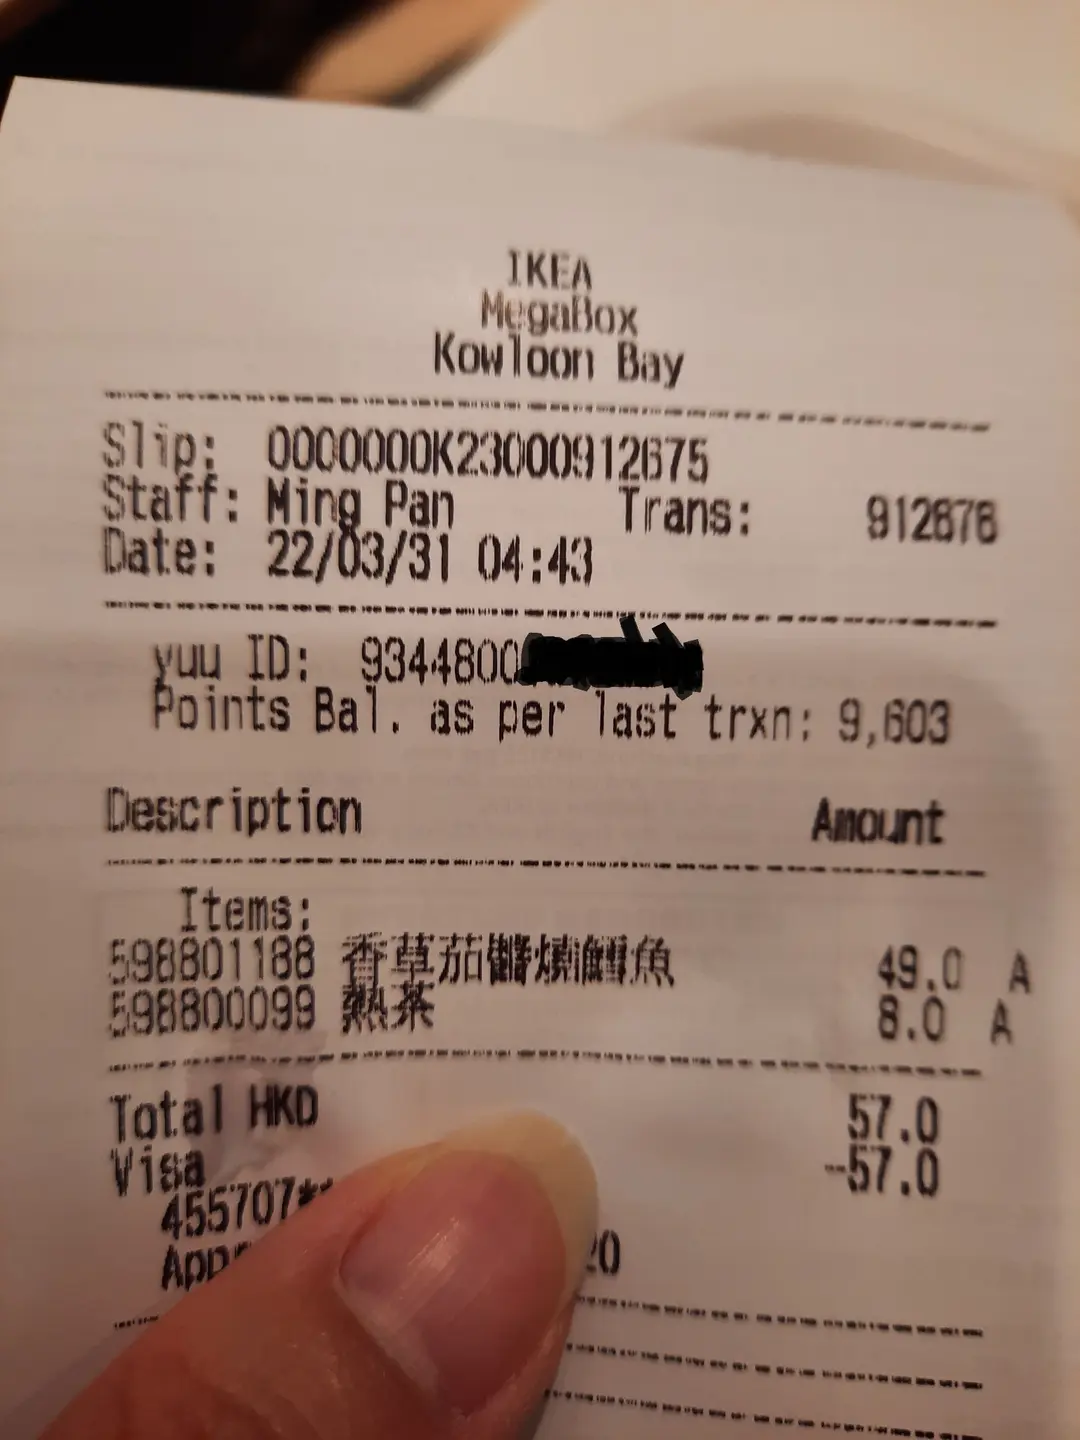 IKEA
MegaBox
Kowloon Bay
Slip: 0000000K23000912675
Staff: Ming Pan Trans: 912676
Date: 22/03/31 04:43
yuu ID: 9344800
Points Bal. as per last trxn: 9,603
Description Amount
Items:
598801188 香草茄醬燒鱈魚 49.0 A
598800099 熱茶 8.0 A
Total HKD 57.0
Visa -57.0
455707**
20